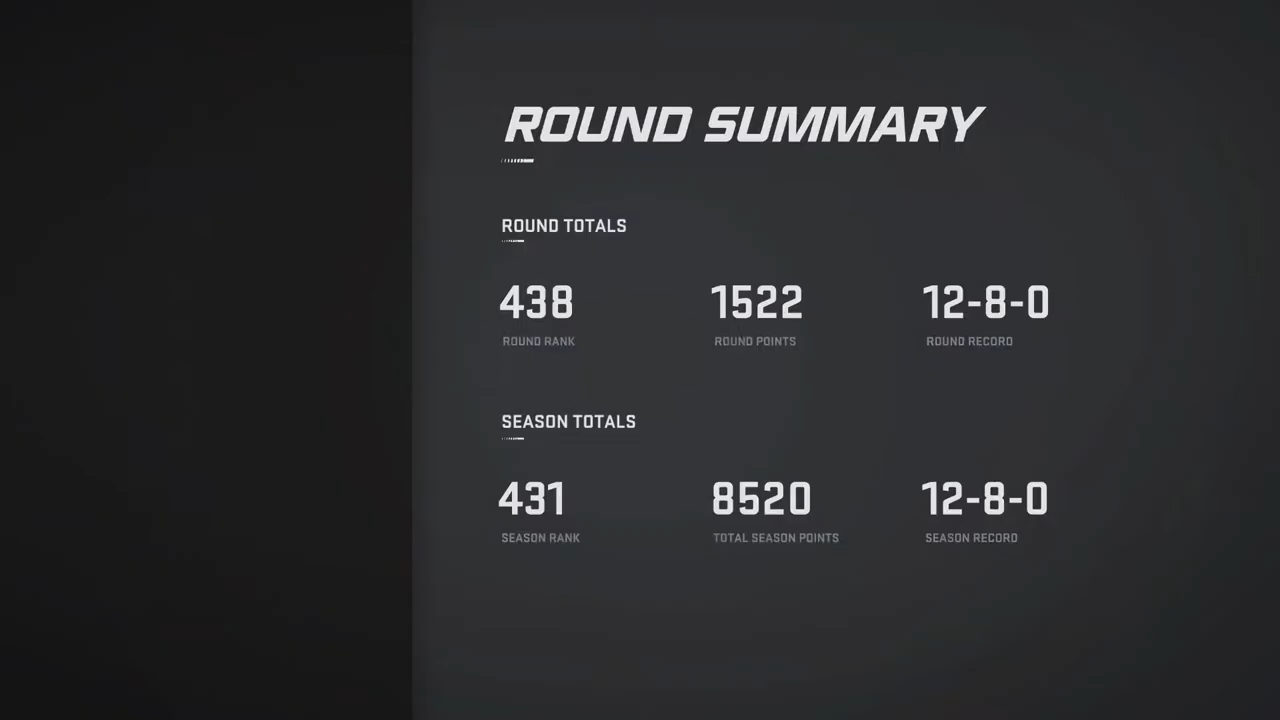 ROUND SUMMARY
ROUND TOTALS
438 1522 12-8-0
ROUND RANK ROUND POINTS ROUND RECORD
SEASON TOTALS
431 8520 12-8-0
SEASON RANK TOTAL SEASON POINTS SEASON RECORD